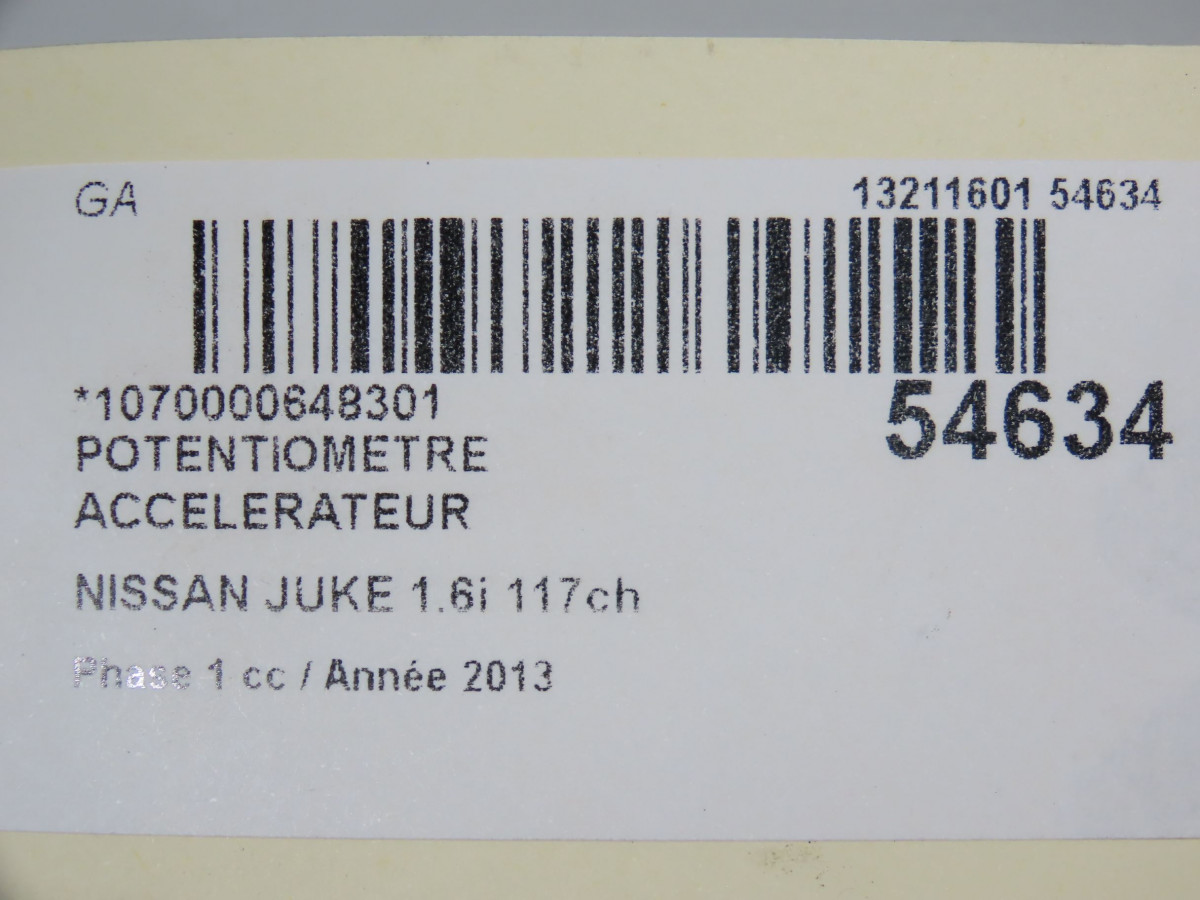 GA
13211601 54634
*1070000648301
54634
POTENTIOMETRE
ACCELERATEUR
NISSAN JUKE 1.6i 117ch
Phase 1 cc / Année 2013